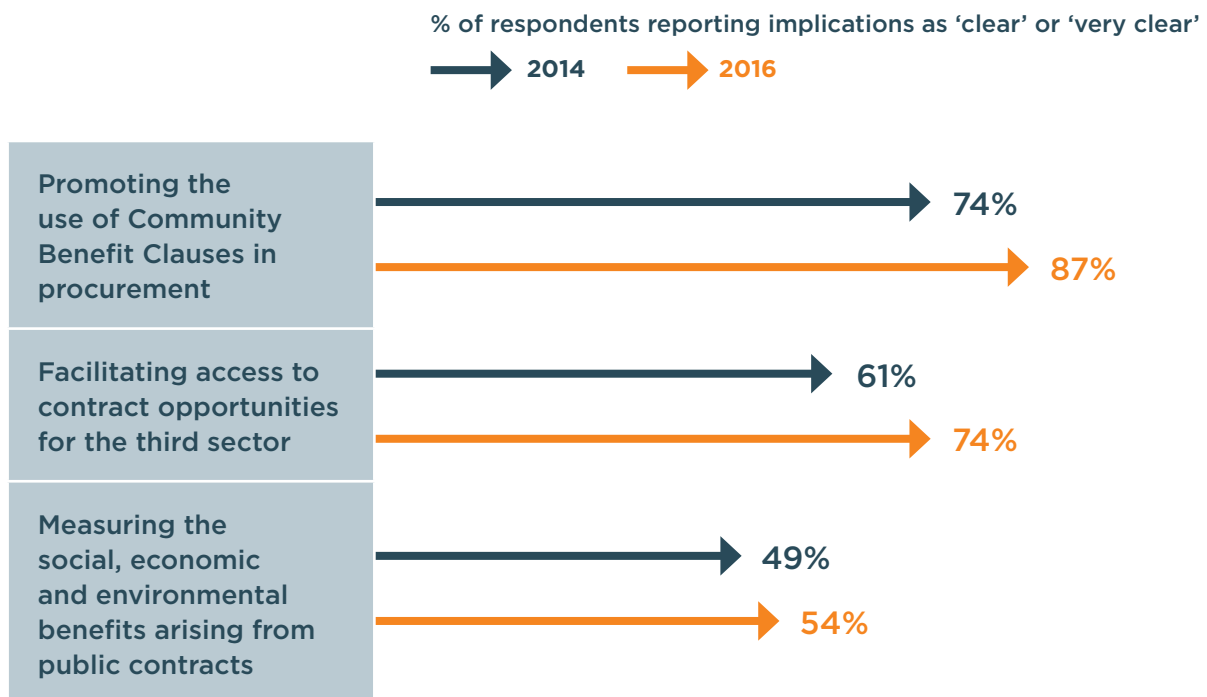 % of respondents reporting implications as ‘clear’ or ‘very clear’
2014 2016
Promoting the
use of Community
Benefit Clauses in
procurement
74%
87%
Facilitating access to
contract opportunities
for the third sector
61%
74%
Measuring the
social, economic
and environmental
benefits arising from
public contracts
49%
54%